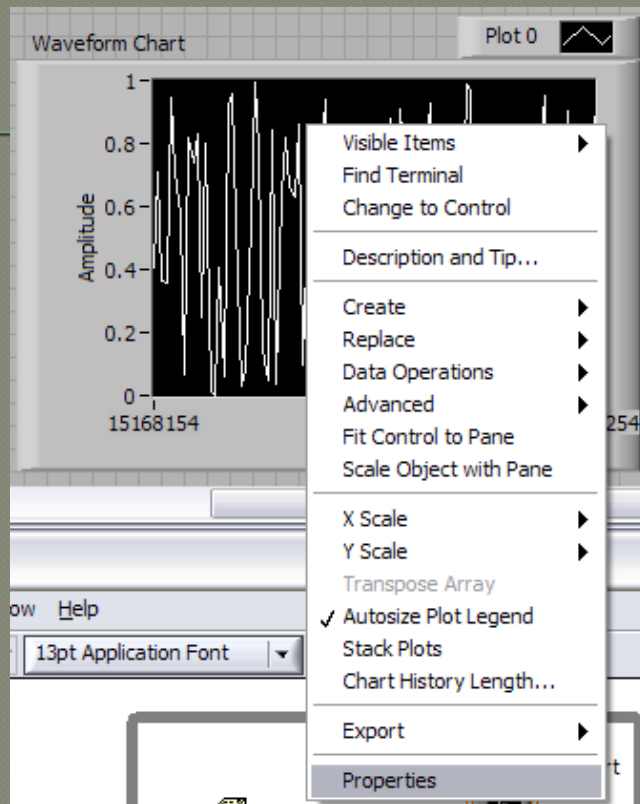 Waveform Chart
Plot 0
1
0.8
0.6
0.4
0.2
0
Amplitude
15168154
254
Visible Items
Find Terminal
Change to Control
Description and Tip...
Create
Replace
Data Operations
Advanced
Fit Control to Pane
Scale Object with Pane
X Scale
Y Scale
Transpose Array
Autosize Plot Legend
Stack Plots
Chart History Length...
Export
Properties
ow Help
13pt Application Font
rt